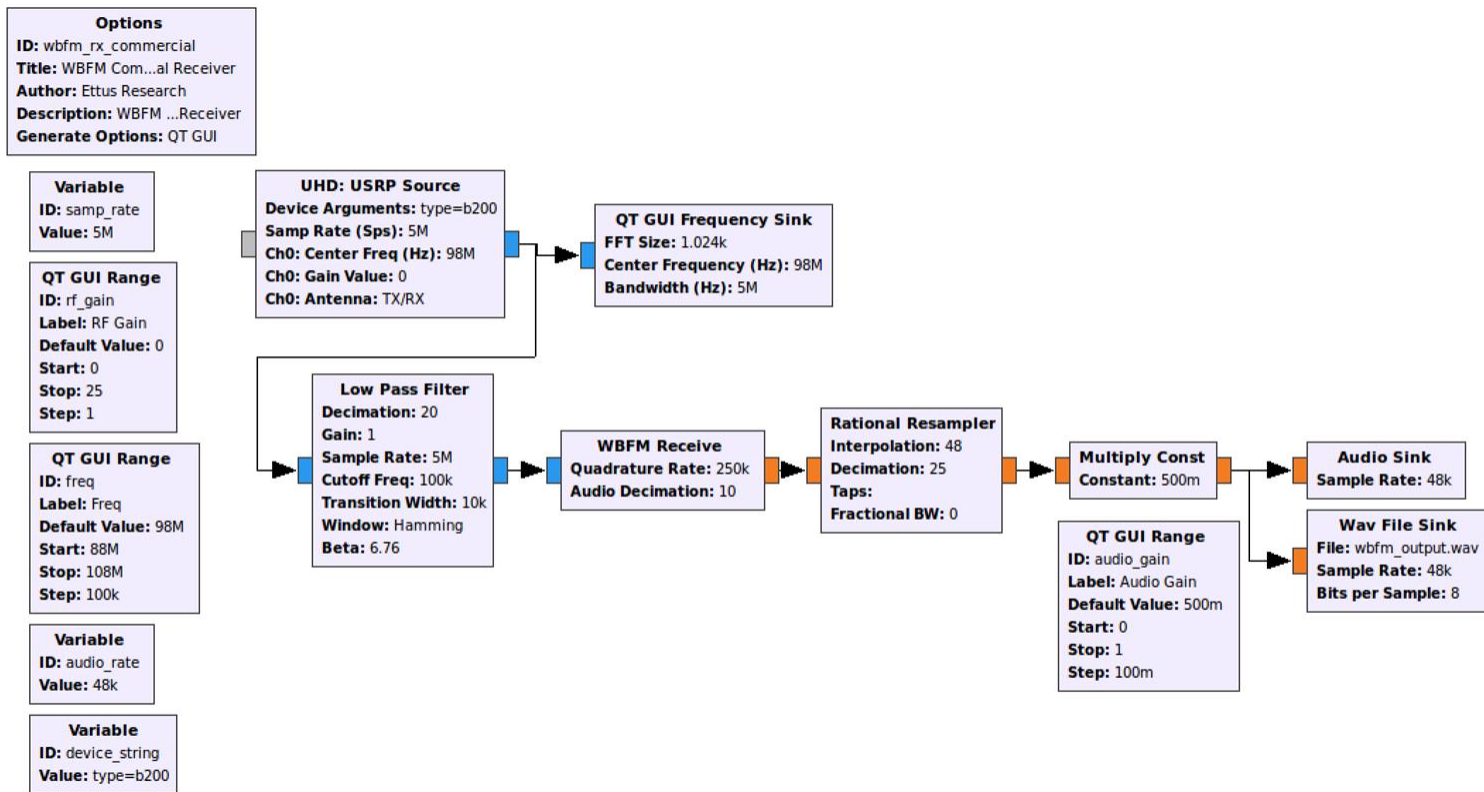 Options
ID: wbfm_rx_commercial
Title: WBFM Com...al Receiver
Author: Ettus Research
Description: WBFM ...Receiver
Generate Options: QT GUI
Variable
ID: samp_rate
Value: 5M
QT GUI Range
ID: rf_gain
Label: RF Gain
Default Value: 0
Start: 0
Stop: 25
Step: 1
QT GUI Range
ID: freq
Label: Freq
Default Value: 98M
Start: 88M
Stop: 108M
Step: 100k
Variable
ID: audio_rate
Value: 48k
Variable
ID: device_string
Value: type=b200
UHD: USRP Source
Device Arguments: type=b200
Samp Rate (Sps): 5M
Ch0: Center Freq (Hz): 98M
Ch0: Gain Value: 0
Ch0: Antenna: TX/RX
QT GUI Frequency Sink
FFT Size: 1.024k
Center Frequency (Hz): 98M
Bandwidth (Hz): 5M
Low Pass Filter
Decimation: 20
Gain: 1
Sample Rate: 5M
Cutoff Freq: 100k
Transition Width: 10k
Window: Hamming
Beta: 6.76
WBFM Receive
Quadrature Rate: 250k
Audio Decimation: 10
Rational Resampler
Interpolation: 48
Decimation: 25
Taps:
Fractional BW: 0
Multiply Const
Constant: 500m
QT GUI Range
ID: audio_gain
Label: Audio Gain
Default Value: 500m
Start: 0
Stop: 1
Step: 100m
Audio Sink
Sample Rate: 48k
Wav File Sink
File: wbfm_output.wav
Sample Rate: 48k
Bits per Sample: 8